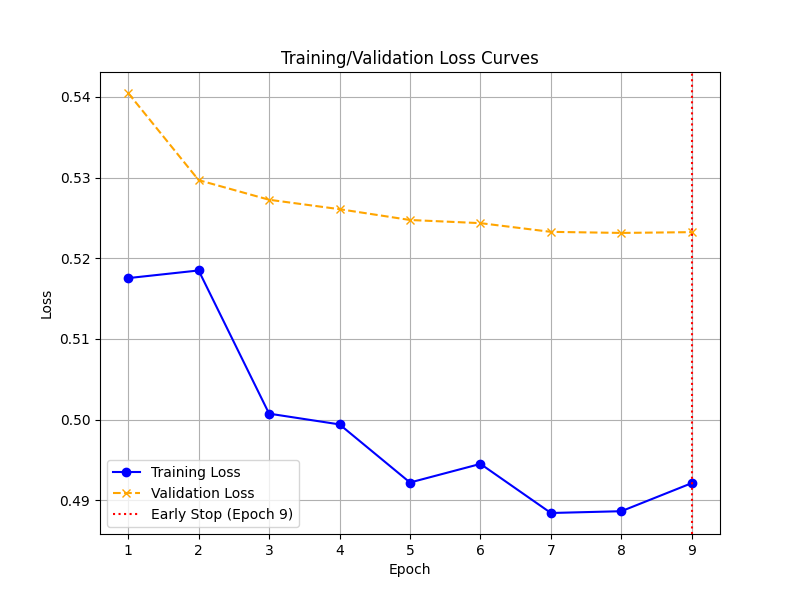 Training/Validation Loss Curves
Loss
0.54
0.53
0.52
0.51
0.50
0.49
Training Loss
Validation Loss
Early Stop (Epoch 9)
1 2 3 4 5 6 7 8 9
Epoch